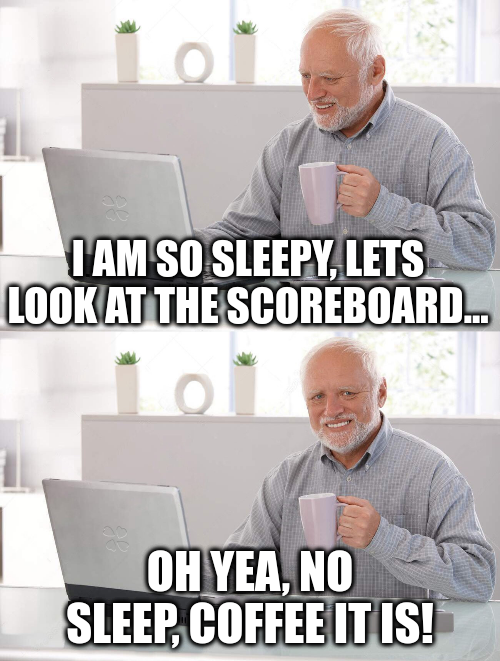 I AM SO SLEEPY, LETS
LOOK AT THE SCOREBOARD...
OH YEA, NO
SLEEP, COFFEE IT IS!